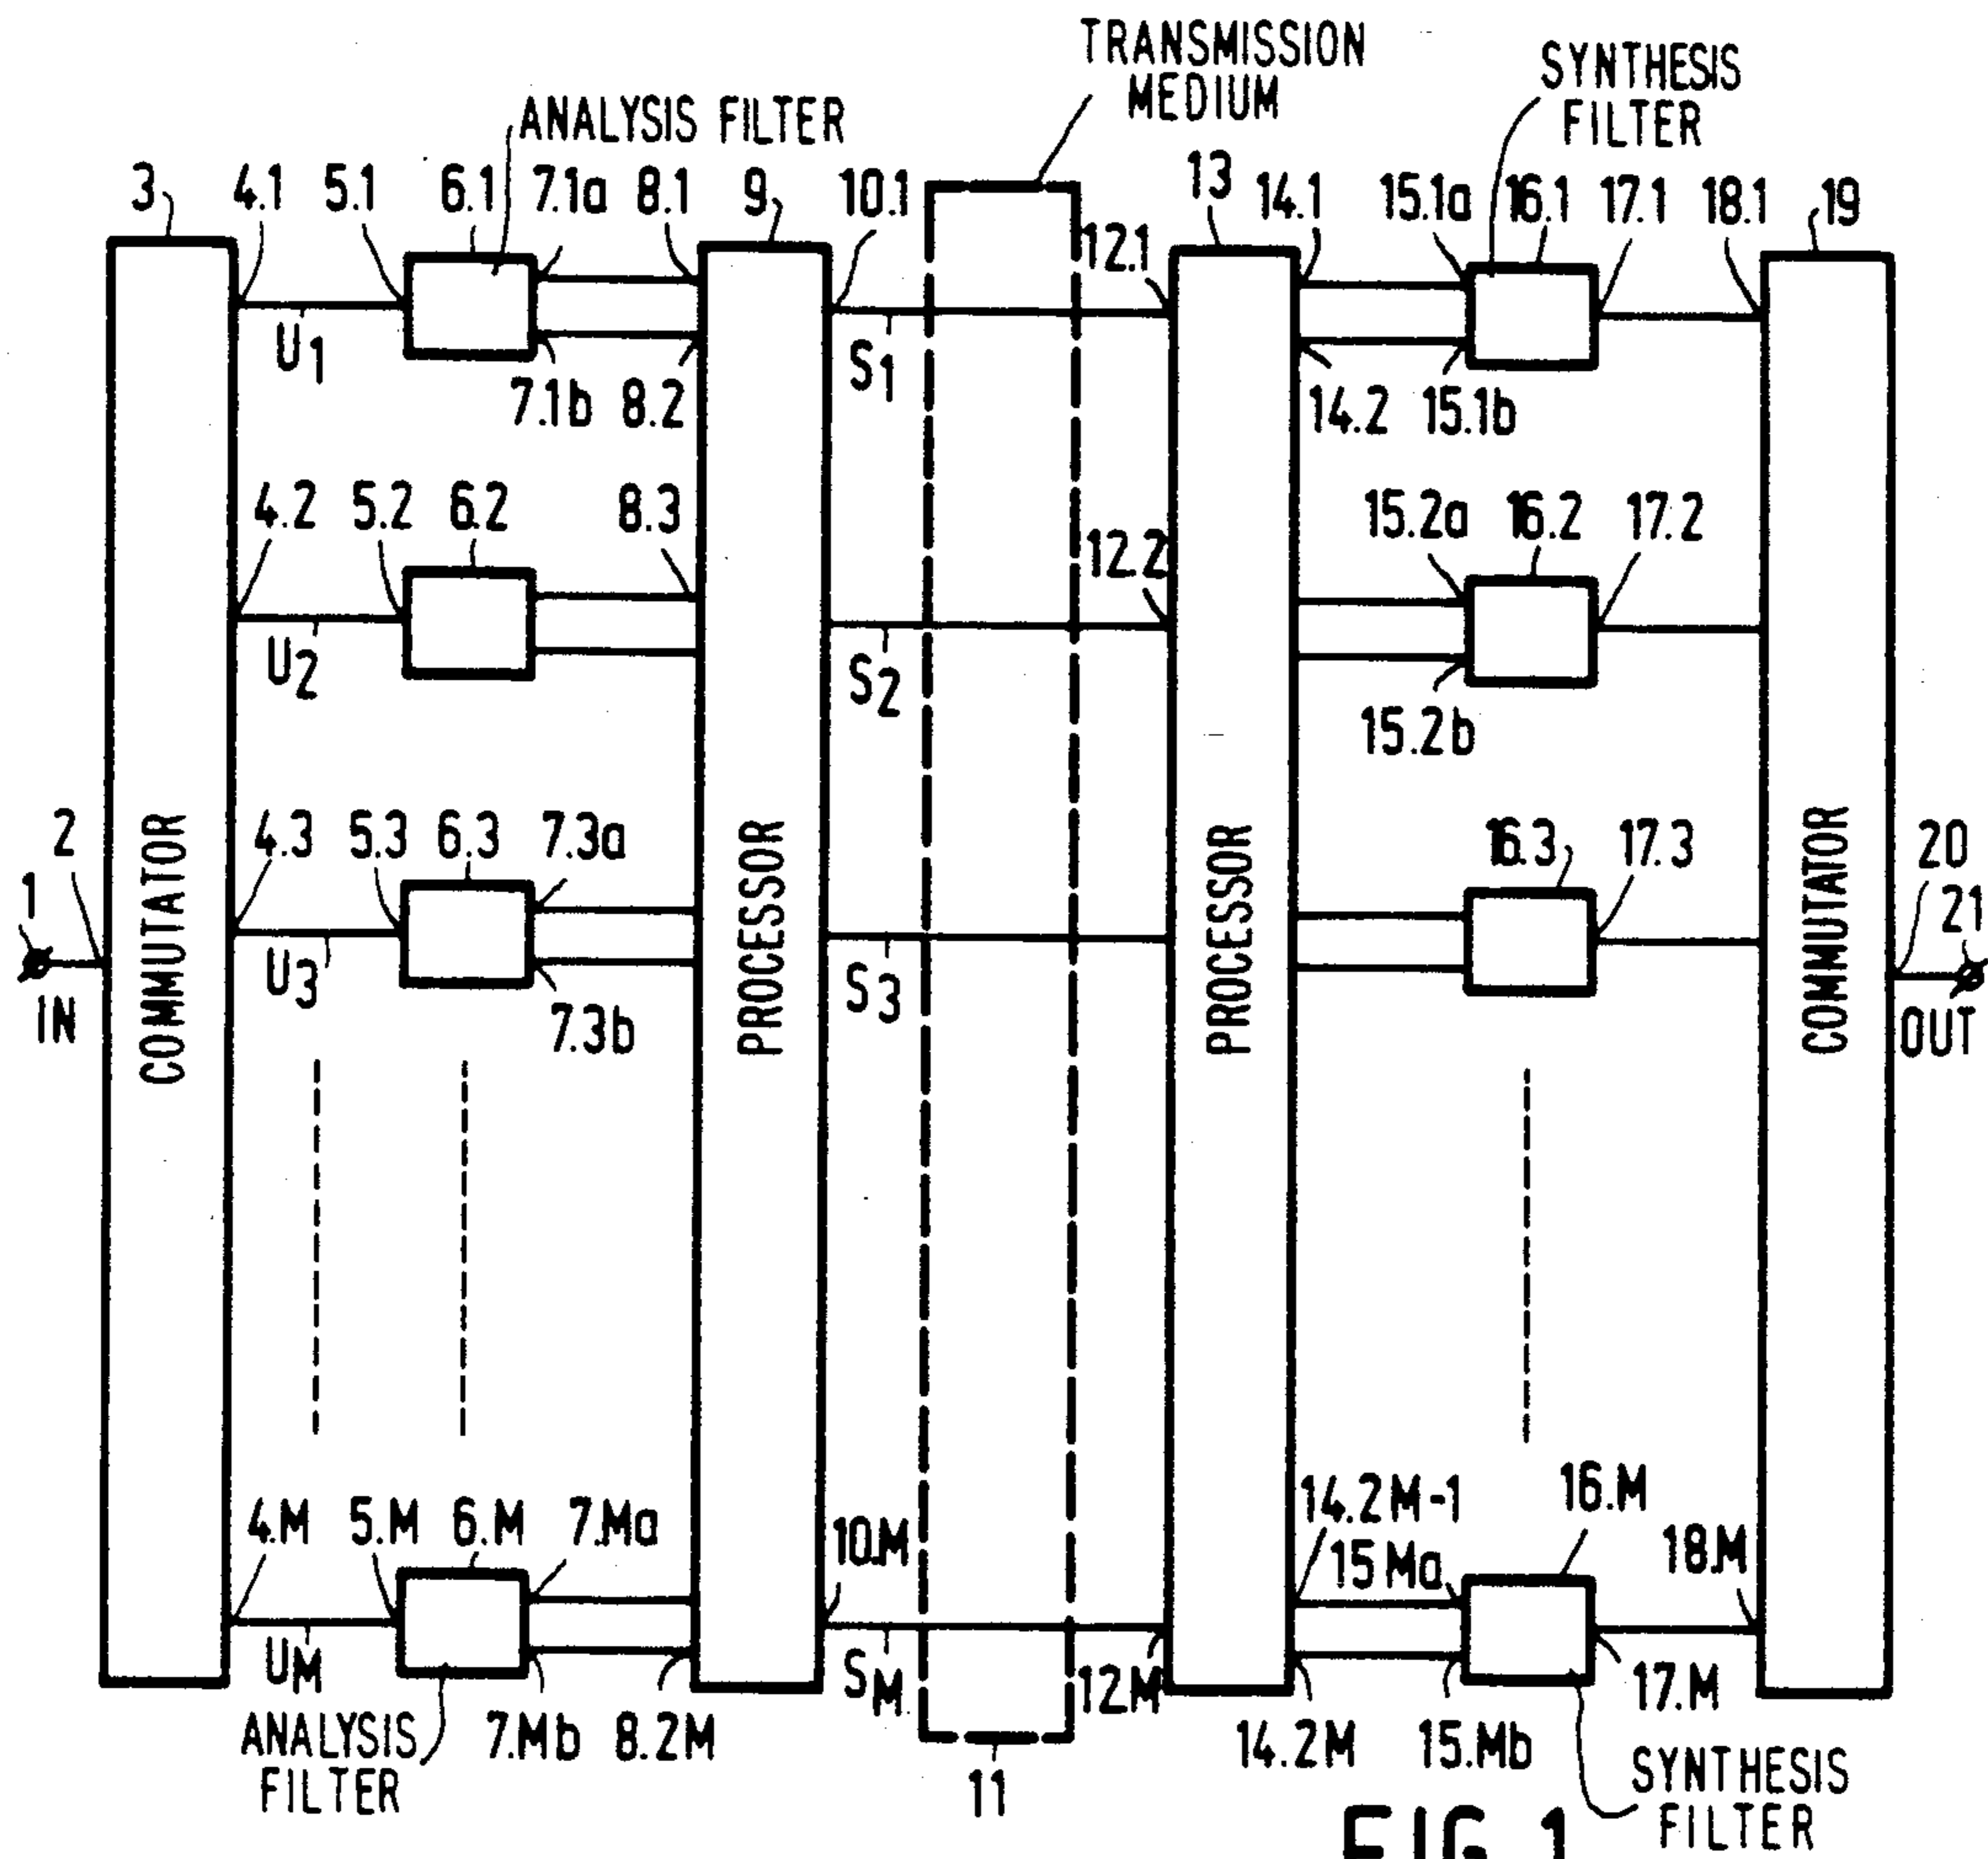 TRANSMISSION
MEDIUM
SYNTHESIS
FILTER
ANALYSIS FILTER
3 4.1 5.1 6.1 7.1a 8.1 9 10.1 12.1 13 14.1 15.1a 16.1 17.1 18.1 19
U1 S1
7.1b 8.2 14.2 15.1b
4.2 5.2 6.2 8.3 12.2 15.2a 16.2 17.2
U2 S2
15.2b
4.3 5.3 6.3 7.3a 16.3 17.3
U3 S3
7.3b
1 2 20 21
IN OUT
COMMUTATOR
PROCESSOR
PROCESSOR
COMMUTATOR
4.M 5.M 6.M 7.Ma 10.M 14.2M-1 15Ma 16.M 18.M
UM SM
12M 17.M
ANALYSIS
FILTER
7.Mb 8.2M 11 14.2M 15.Mb
SYNTHESIS
FILTER
FIG.1